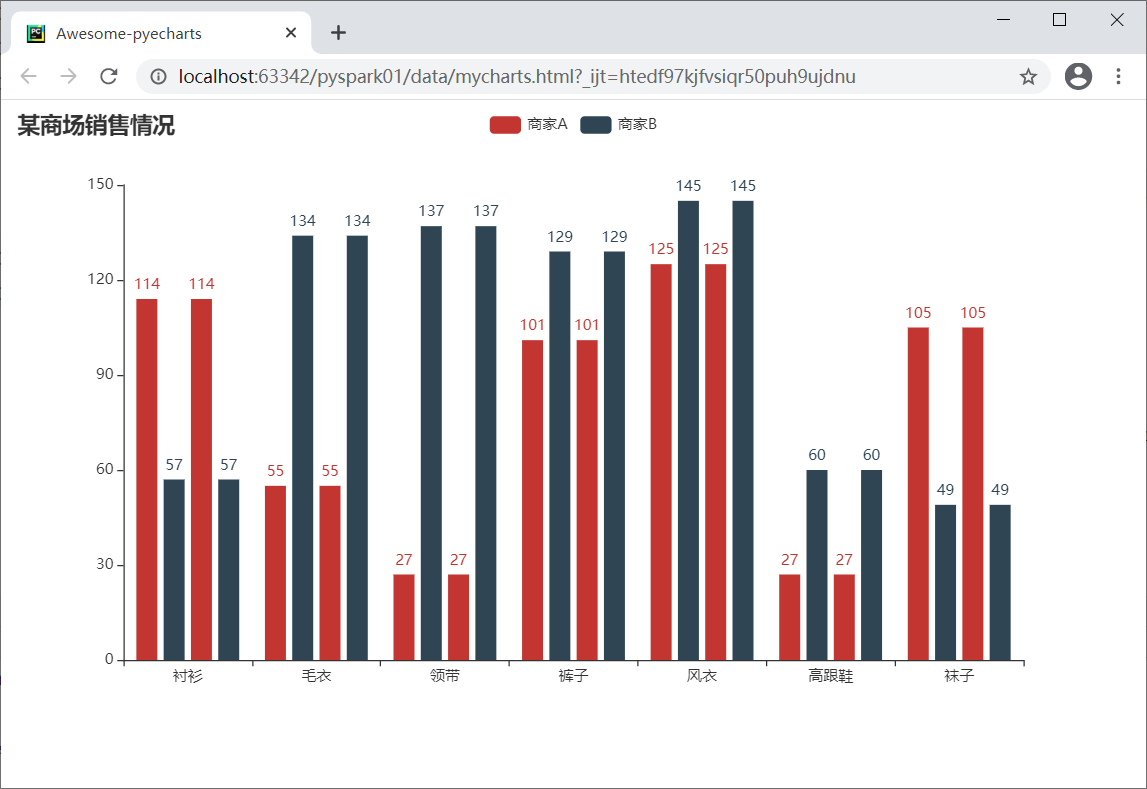 Awesome-pyecharts
localhost:63342/pyspark01/data/mycharts.html?_ijt=htedf97kjfvsiqr50puh9ujdnu
某商场销售情况
商家A 商家B
150
120
90
60
30
0
114 57 114 57
55 134 55 134
27 137 27 137
101 129 101 129
125 145 125 145
27 60 27 60
105 49 105 49
衬衫 毛衣 领带 裤子 风衣 高跟鞋 袜子